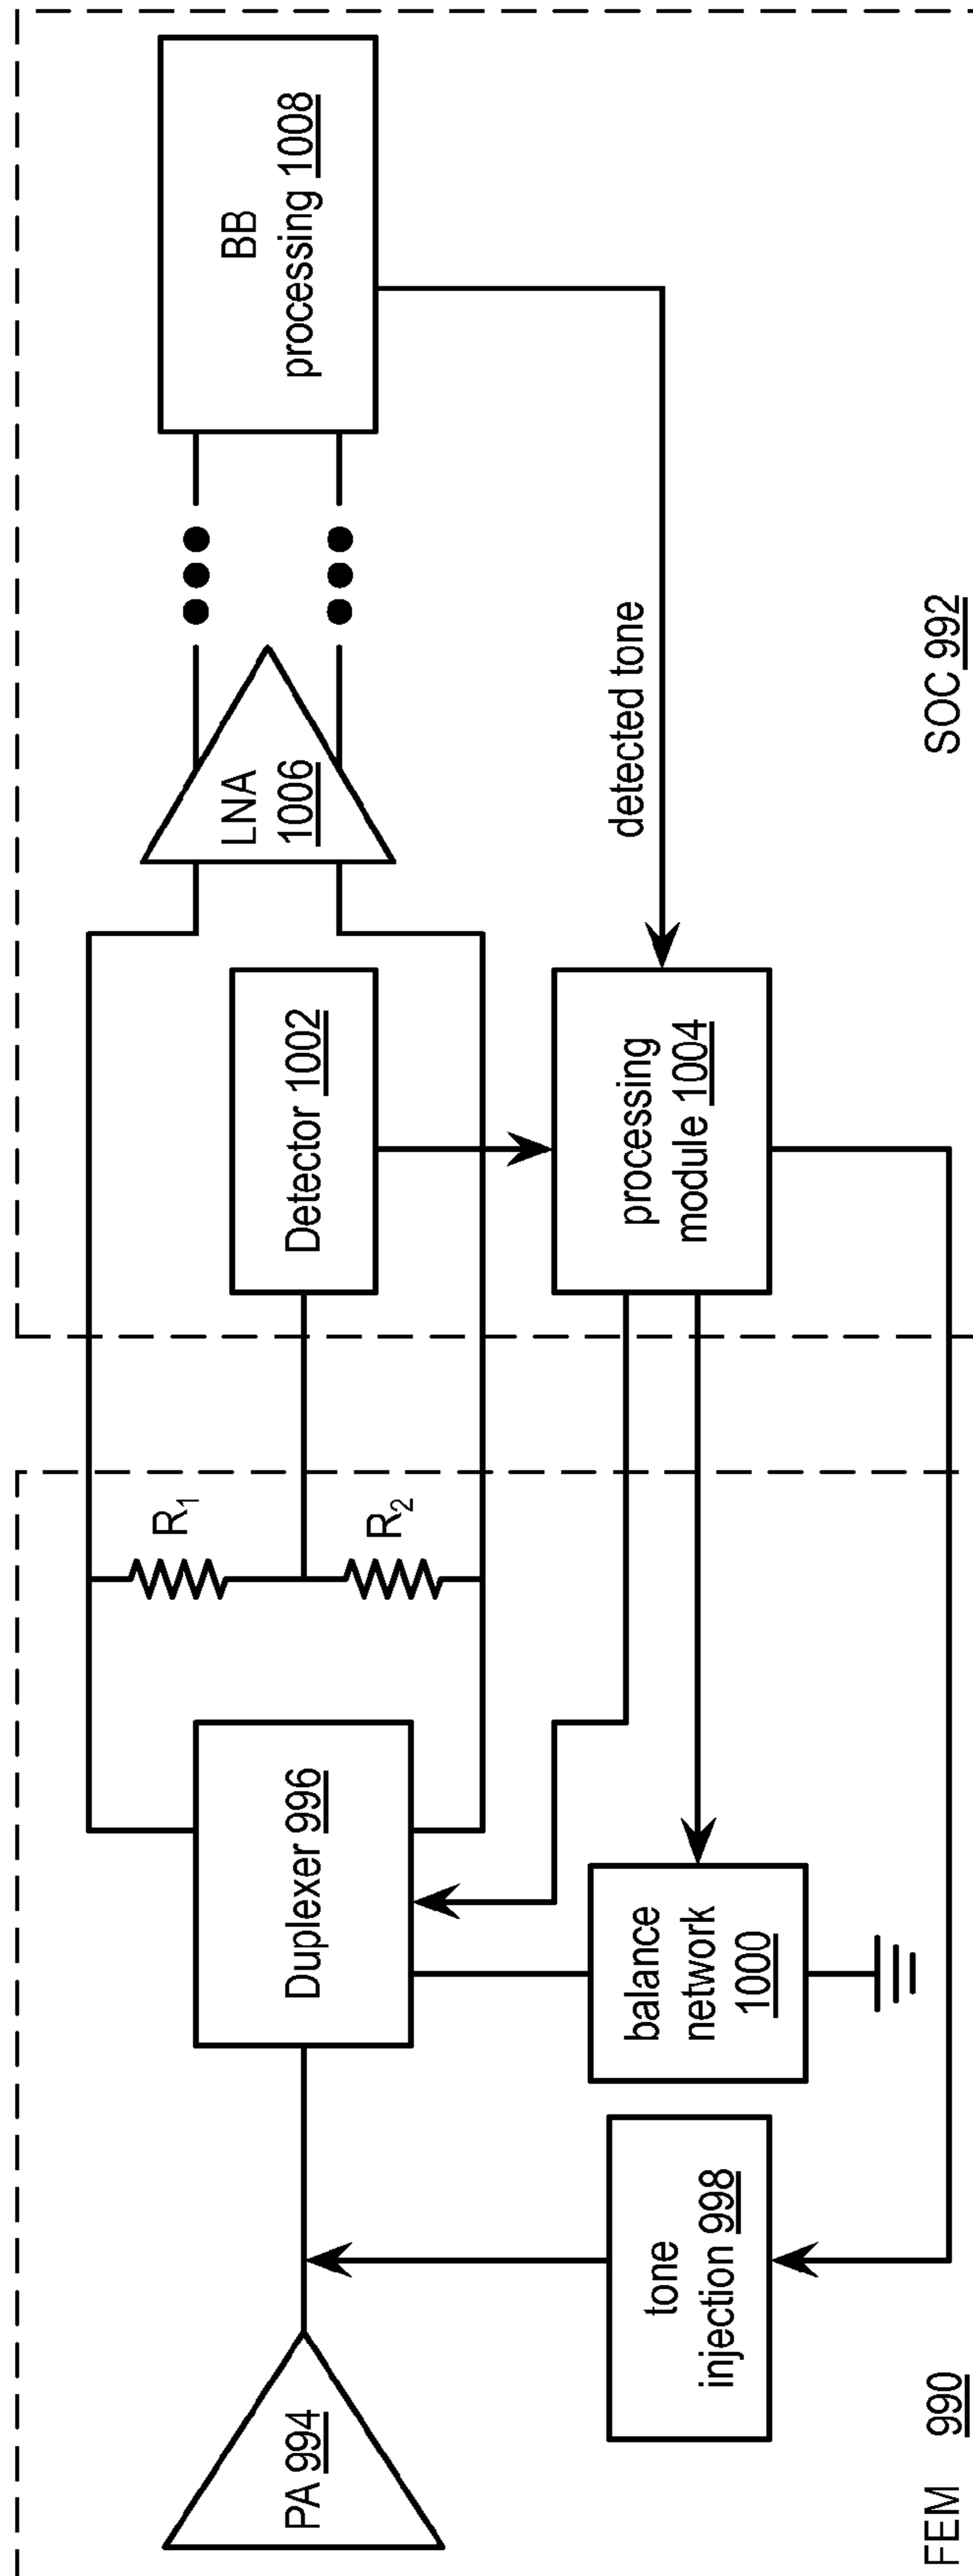 PA 994
Duplexer 996
R1
R2
Detector 1002
LNA
1006
BB
processing 1008
tone
injection 998
balance
network
1000
processing
module 1004
detected tone
FEM 990
SOC 992